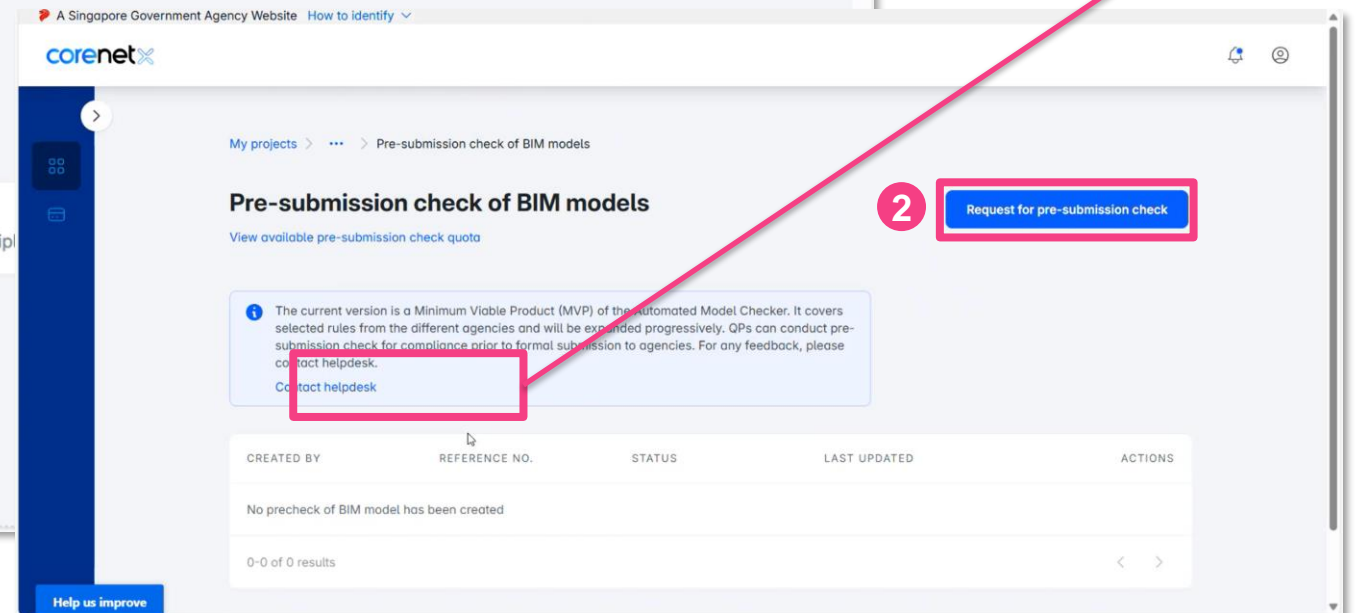 A Singapore Government Agency Website How to identify
corenetx
My projects > ••• > Pre-submission check of BIM models
Pre-submission check of BIM models
2
Request for pre-submission check
View available pre-submission check quota
The current version is a Minimum Viable Product (MVP) of the Automated Model Checker. It covers
selected rules from the different agencies and will be expanded progressively. QPs can conduct pre-
submission check for compliance prior to formal submission to agencies. For any feedback, please
contact helpdesk.
Contact helpdesk
CREATED BY REFERENCE NO. STATUS LAST UPDATED ACTIONS
No precheck of BIM model has been created
0-0 of 0 results
Help us improve